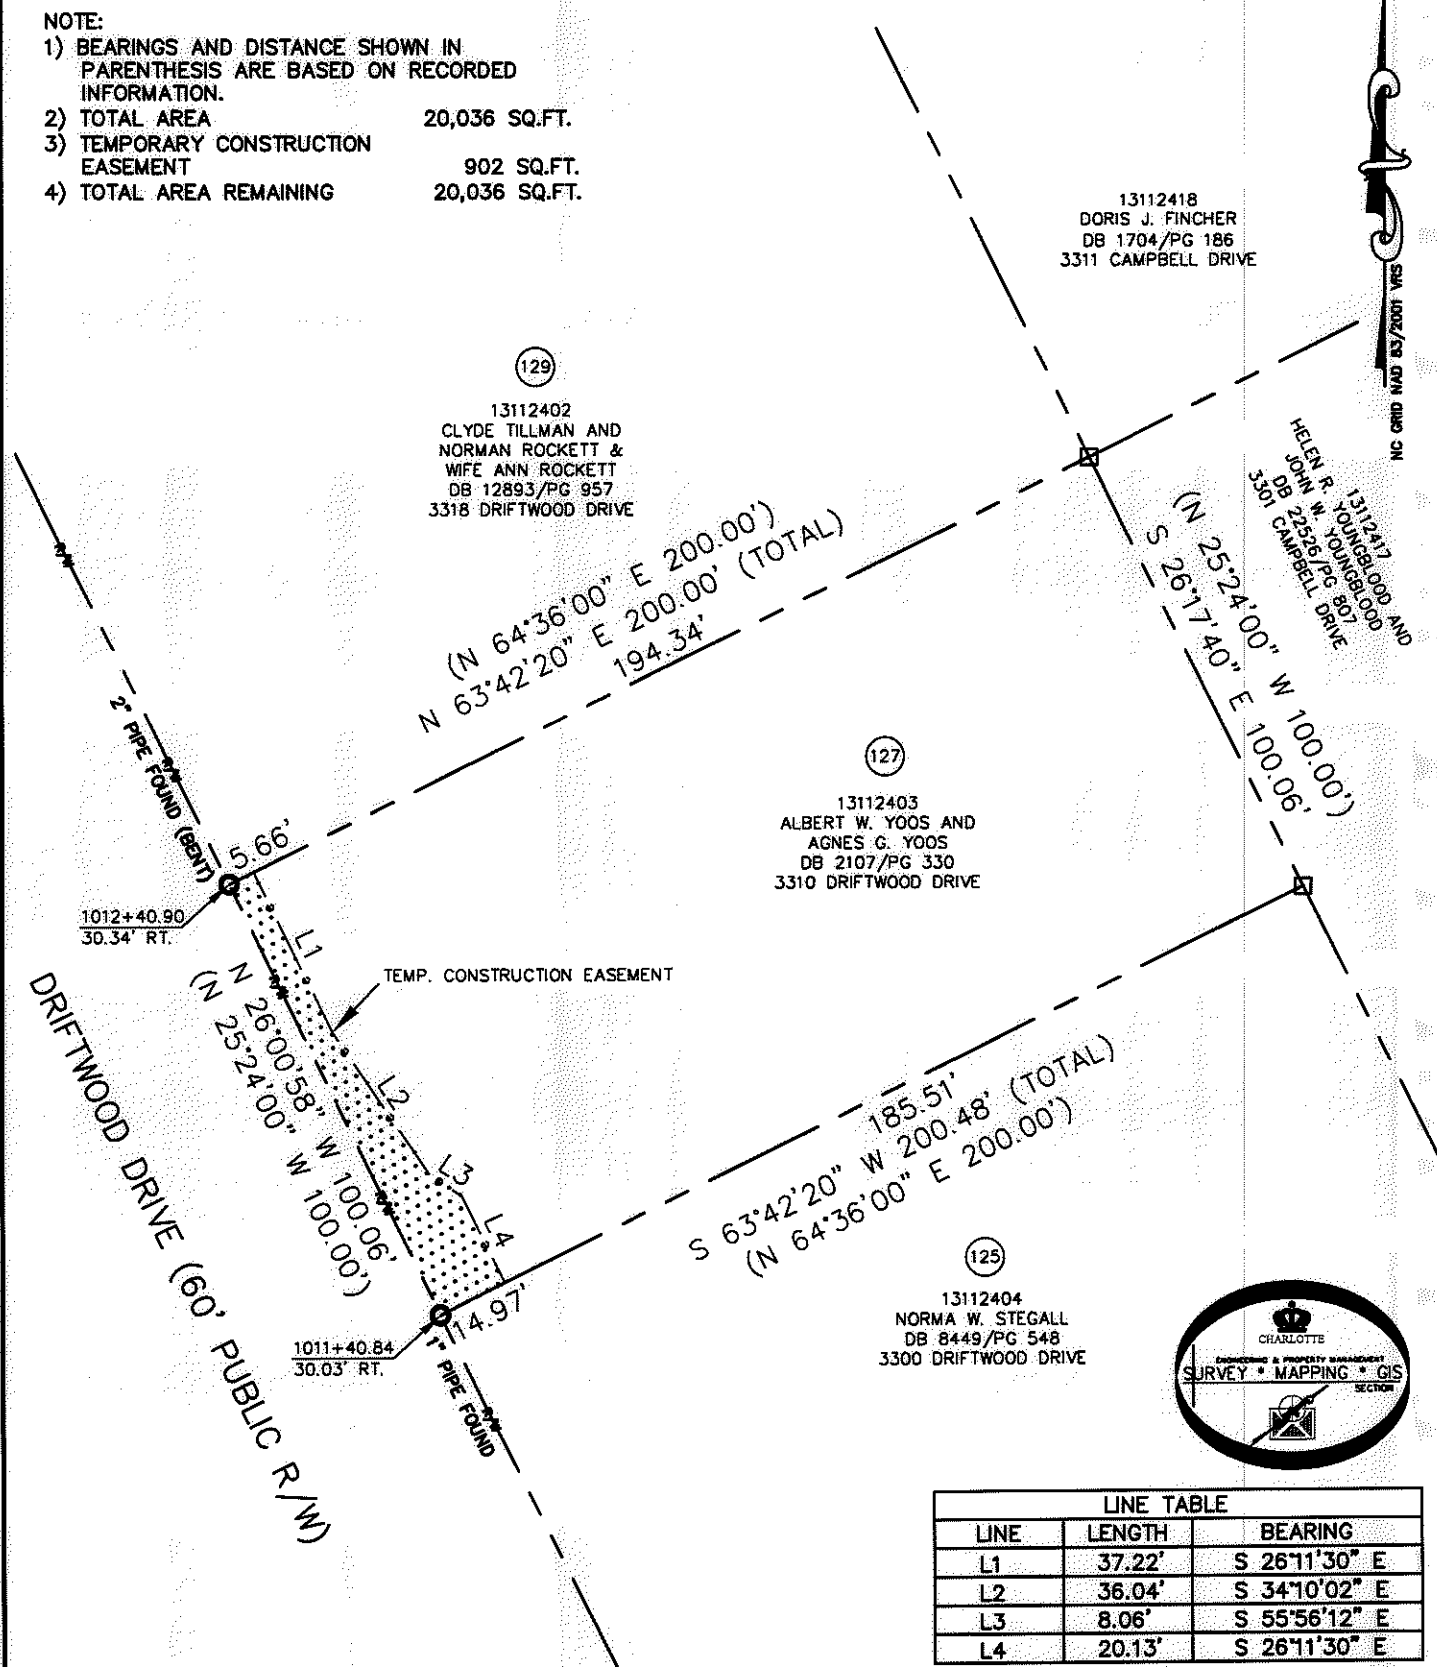 NOTE:
1) BEARINGS AND DISTANCE SHOWN IN
PARENTHESIS ARE BASED ON RECORDED
INFORMATION.
2) TOTAL AREA 20,036 SQ.FT.
3) TEMPORARY CONSTRUCTION
EASEMENT 902 SQ.FT.
4) TOTAL AREA REMAINING 20,036 SQ.FT.
13112418
DORIS J. FINCHER
DB 1704/PG 186
3311 CAMPBELL DRIVE
NC GRID NAD 83/2001 VRS
129
13112402
CLYDE TILLMAN AND
NORMAN ROCKETT &
WIFE ANN ROCKETT
DB 12893/PG 957
3318 DRIFTWOOD DRIVE
13112417
HELEN R. YOUNGBLOOD AND
JOHN W. YOUNGBLOOD
DB 22526/PG 807
3301 CAMPBELL DRIVE
(N 25°24'00" W 100.00')
S 26°17'40" E 100.06'
(N 64°36'00" E 200.00')
N 63°42'20" E 200.00' (TOTAL)
194.34'
R/W
R/W
2" PIPE FOUND (BENT)
5.66'
127
13112403
ALBERT W. YOOS AND
AGNES G. YOOS
DB 2107/PG 330
3310 DRIFTWOOD DRIVE
1012+40.90
30.34' RT.
L1
TEMP. CONSTRUCTION EASEMENT
R/W
N 26°00'58" W 100.06'
(N 25°24'00" W 100.00')
L2
L3
L4
R/W
DRIFTWOOD DRIVE (60' PUBLIC R/W)
185.51'
S 63°42'20" W 200.48' (TOTAL)
(N 64°36'00" E 200.00')
14.97'
1011+40.84
30.03' RT.
1" PIPE FOUND
R/W
125
13112404
NORMA W. STEGALL
DB 8449/PG 548
3300 DRIFTWOOD DRIVE
CHARLOTTE
ENGINEERING & PROPERTY MANAGEMENT
SURVEY * MAPPING * GIS
SECTION
LINE TABLE
LINE LENGTH BEARING
L1 37.22' S 26°11'30" E
L2 36.04' S 34°10'02" E
L3 8.06' S 55°56'12" E
L4 20.13' S 26°11'30" E